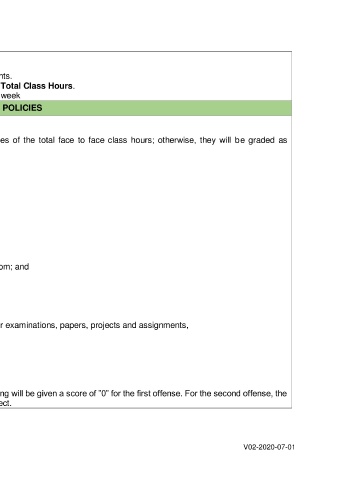 nts.
Total Class Hours.
week
POLICIES
es of the total face to face class hours; otherwise, they will be graded as
om; and
r examinations, papers, projects and assignments,
ng will be given a score of "0" for the first offense. For the second offense, the
ect.
V02-2020-07-01